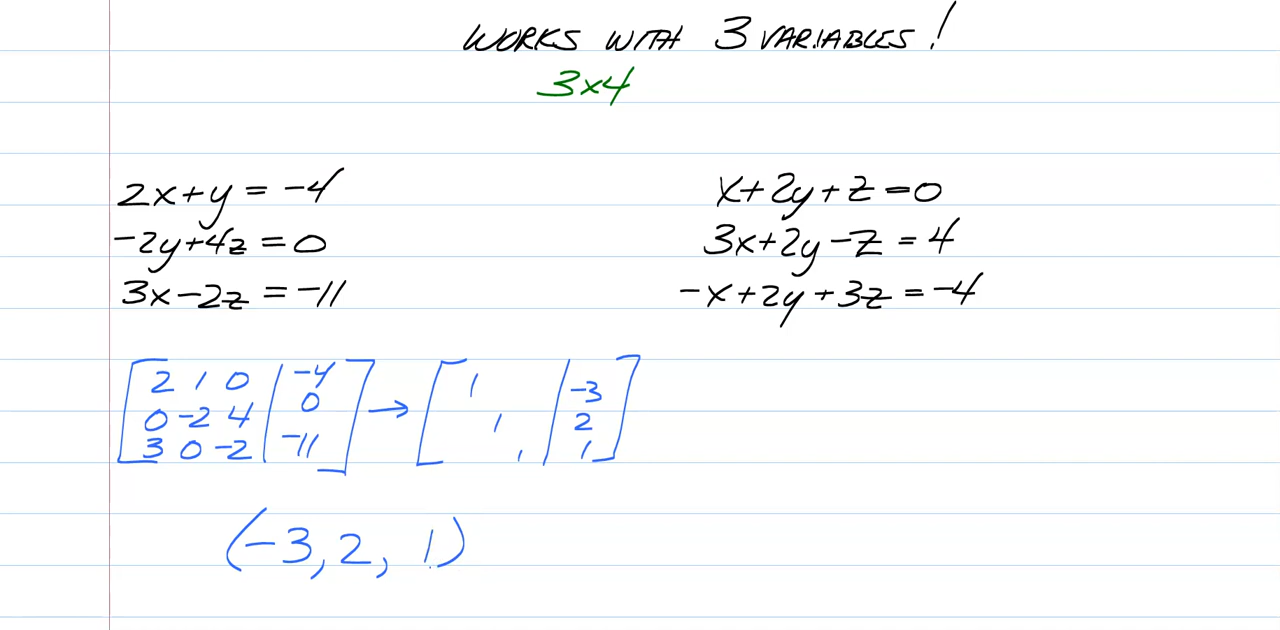 WORKS WITH 3 VARIABLES!
3x4
2x+y = -4
-2y+4z = 0
3x-2z = -11
x+2y+z=0
3x+2y-z = 4
-x+2y+3z = -4
[2 1 0 | -4] → [1 | -3]
[0 -2 4 | 0] [1 | 2]
[3 0 -2 | -11] [1 | 1]
(-3, 2, 1)